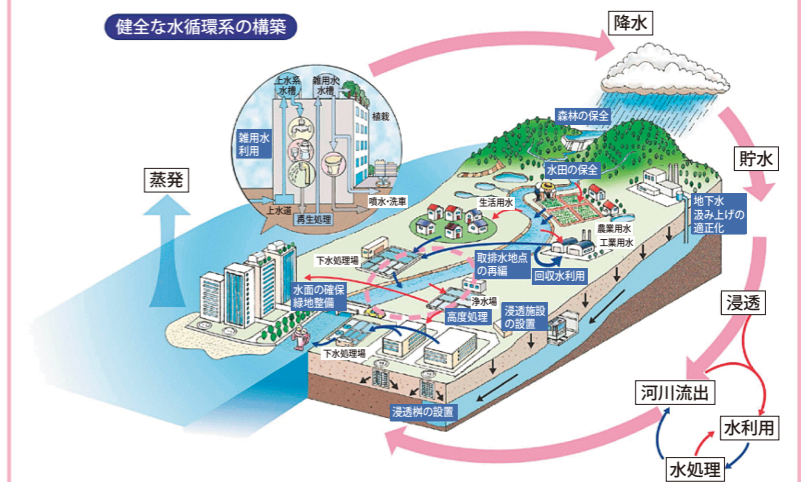 健全な水循環系の構築
降水
上水系
水槽
雑用水
水槽
植栽
雑用水
利用
上水道
再生処理
噴水・洗車
森林の保全
貯水
蒸発
水田の保全
地下水
汲み上げの
適正化
生活用水
農業用水
工業用水
下水処理場
取排水地点
の再編
回収水利用
水面の確保
緑地整備
浄水場
高度処理
浸透施設
の設置
浸透
下水処理場
浸透桝の設置
河川流出
水利用
水処理